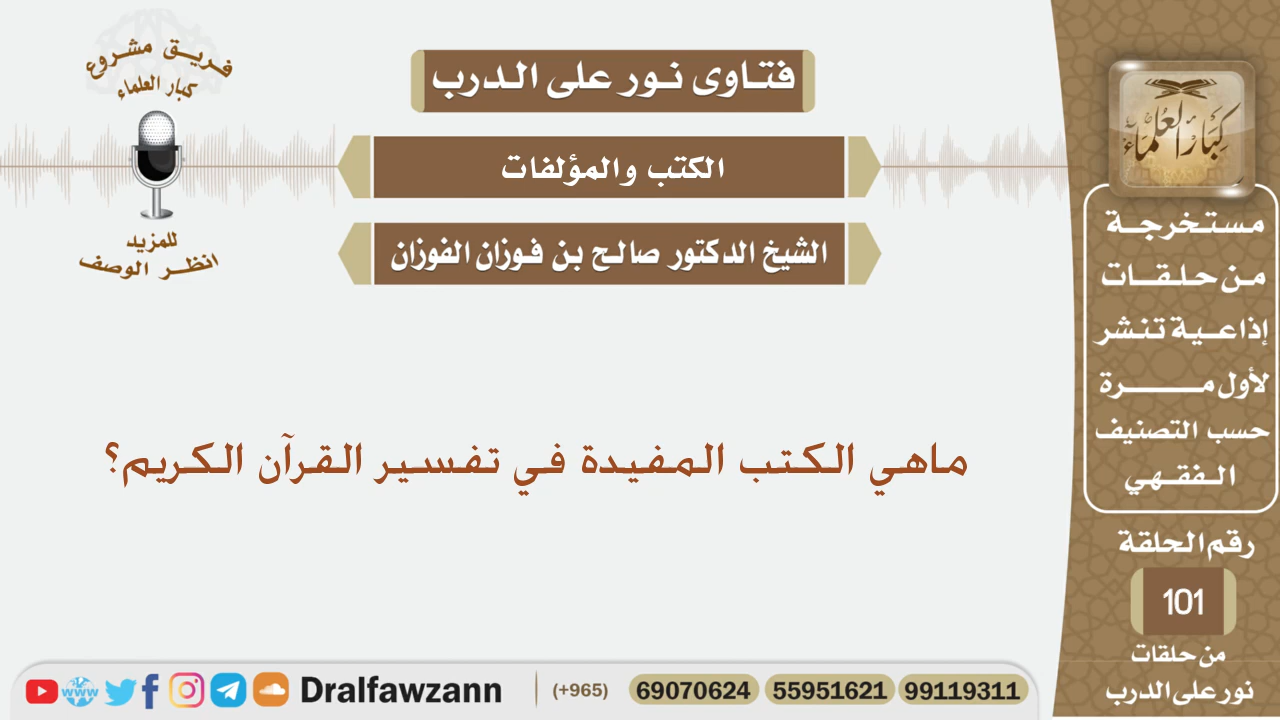 فريق مشروع
كبار العلماء
للمزيد
انظر الوصف
فتاوى نور على الدرب
الكتب والمؤلفات
الشيخ الدكتور صالح بن فوزان الفوزان
ماهي الكتب المفيدة في تفسير القرآن الكريم؟
كبار العلماء
مستخرجة
من حلقات
إذاعية تنشر
لأول مرة
حسب التصنيف
الفقهي
رقم الحلقة
101
من حلقات
نور على الدرب
www
Dralfawzann
(+965)
69070624
55951621
99119311